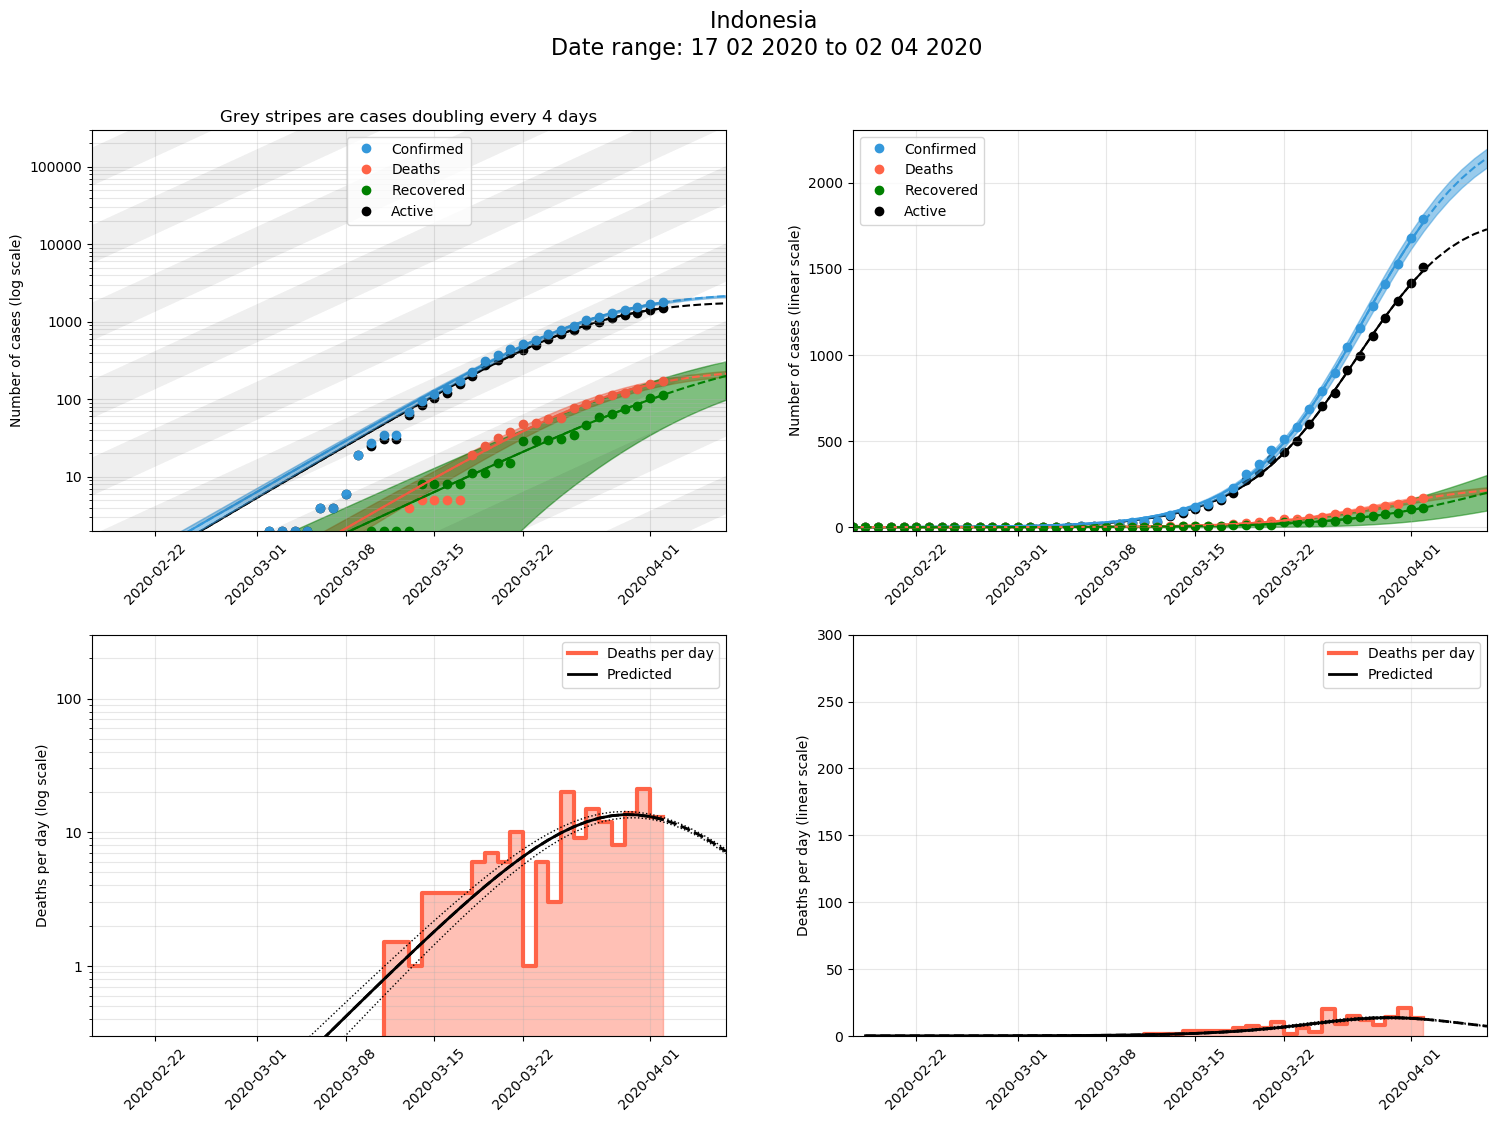 Indonesia
Date range: 17 02 2020 to 02 04 2020
Grey stripes are cases doubling every 4 days
Number of cases (log scale)
100000
10000
1000
100
10
Confirmed
Deaths
Recovered
Active
2020-02-22
2020-03-01
2020-03-08
2020-03-15
2020-03-22
2020-04-01
Number of cases (linear scale)
2000
1500
1000
500
0
Confirmed
Deaths
Recovered
Active
2020-02-22
2020-03-01
2020-03-08
2020-03-15
2020-03-22
2020-04-01
Deaths per day (log scale)
100
10
1
Deaths per day
Predicted
2020-02-22
2020-03-01
2020-03-08
2020-03-15
2020-03-22
2020-04-01
Deaths per day (linear scale)
300
250
200
150
100
50
0
Deaths per day
Predicted
2020-02-22
2020-03-01
2020-03-08
2020-03-15
2020-03-22
2020-04-01